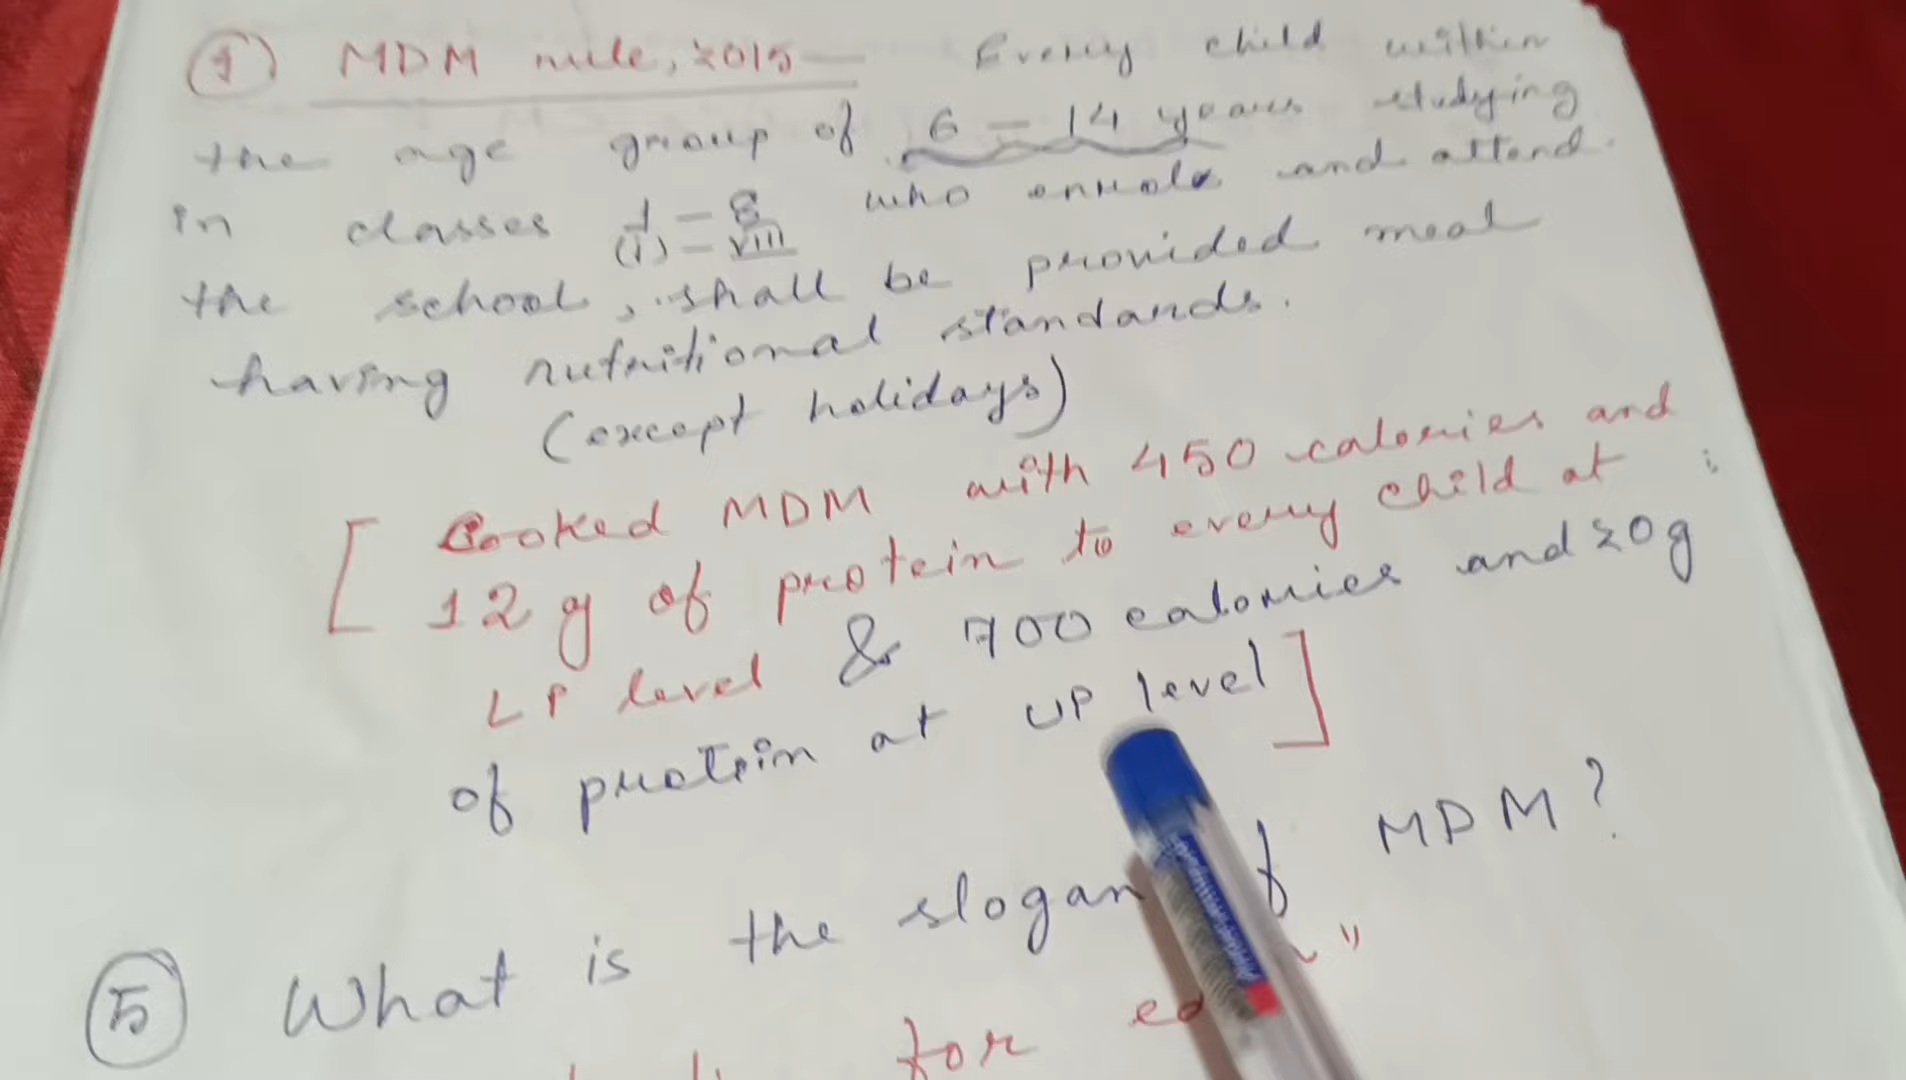 (1) MDM rule, 2015 — Every child within
the age group of 6 - 14 years studying
in classes 1 - 8 who enrols and attend
(I) - VIII
the school, shall be provided meal
having nutritional standards.
(except holidays)
[ Cooked MDM with 450 calories and
12 g of protein to every child at
LP level & 700 calories and 20g
of protein at UP level]
(5) What is the slogan of MDM?
for "